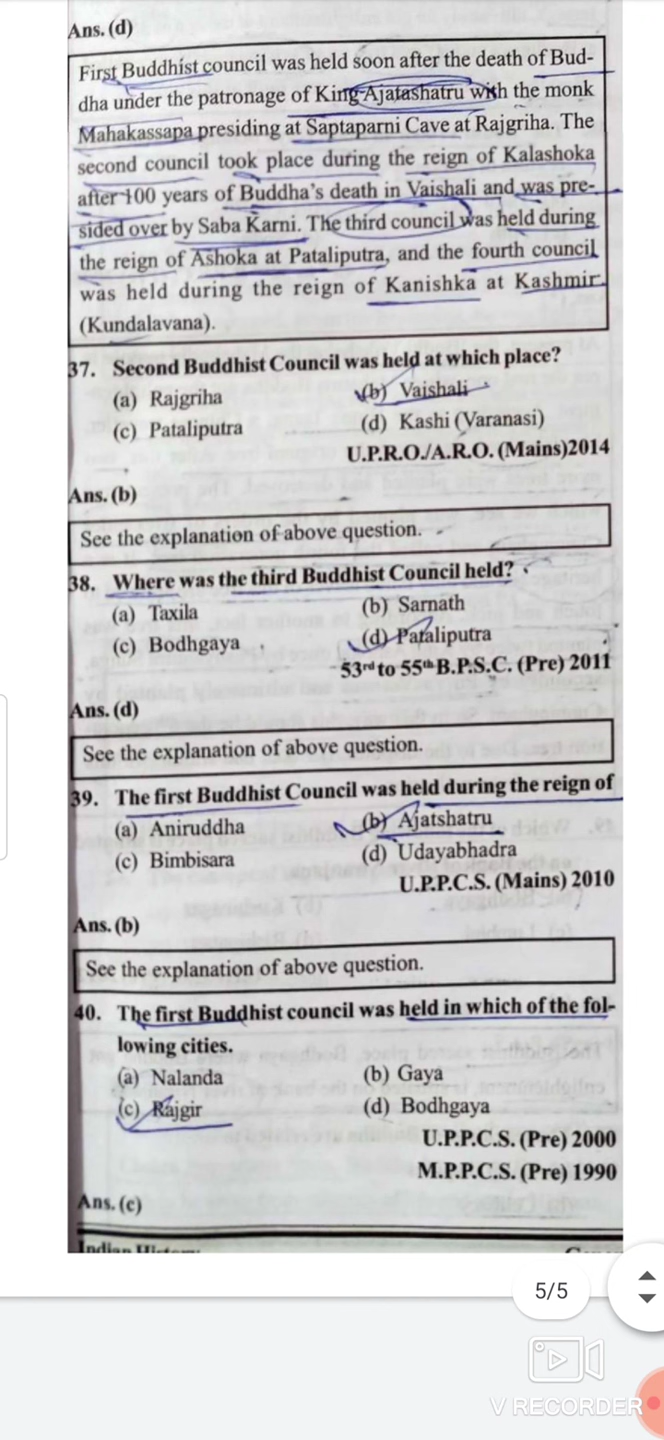 Ans. (d)
First Buddhist council was held soon after the death of Bud-
dha under the patronage of King Ajatashatru with the monk
Mahakassapa presiding at Saptaparni Cave at Rajgriha. The
second council took place during the reign of Kalashoka
after 100 years of Buddha's death in Vaishali and was pre-
sided over by Saba Karni. The third council was held during
the reign of Ashoka at Pataliputra, and the fourth council
was held during the reign of Kanishka at Kashmir
(Kundalavana).
37. Second Buddhist Council was held at which place?
(a) Rajgriha (b) Vaishali
(c) Pataliputra (d) Kashi (Varanasi)
U.P.R.O./A.R.O. (Mains)2014
Ans. (b)
See the explanation of above question.
38. Where was the third Buddhist Council held?
(a) Taxila (b) Sarnath
(c) Bodhgaya (d) Pataliputra
53rd to 55th B.P.S.C. (Pre) 2011
Ans. (d)
See the explanation of above question.
39. The first Buddhist Council was held during the reign of
(a) Aniruddha (b) Ajatshatru
(c) Bimbisara (d) Udayabhadra
U.P.P.C.S. (Mains) 2010
Ans. (b)
See the explanation of above question.
40. The first Buddhist council was held in which of the fol-
lowing cities.
(a) Nalanda (b) Gaya
(c) Rajgir (d) Bodhgaya
U.P.P.C.S. (Pre) 2000
M.P.P.C.S. (Pre) 1990
Ans. (c)
5/5
V RECORDER